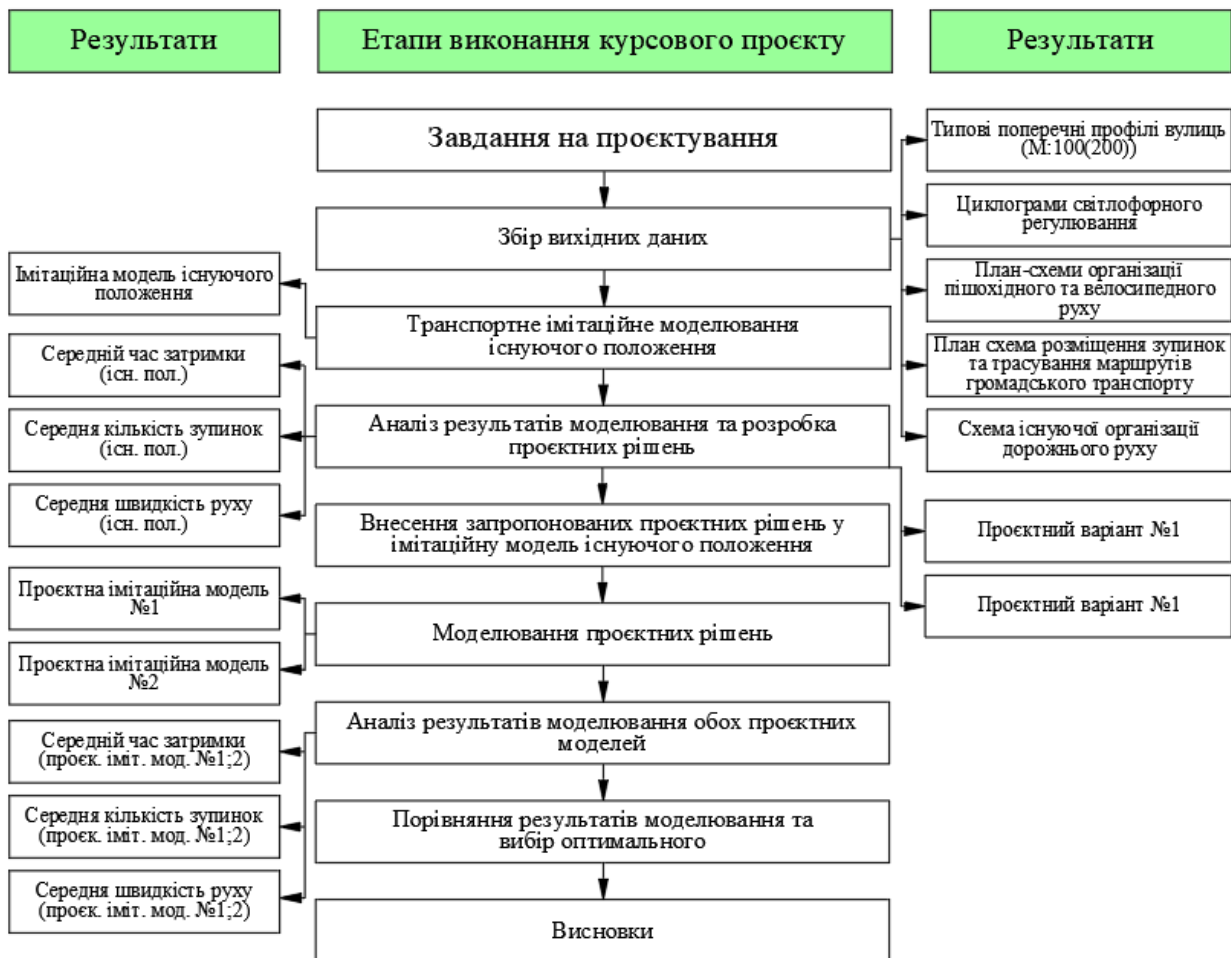 Результати
Етапи виконання курсового проєкту
Результати
Завдання на проєктування
Збір вихідних даних
Транспортне імітаційне моделювання
існуючого положення
Аналіз результатів моделювання та розробка
проєктних рішень
Внесення запропонованих проєктних рішень у
імітаційну модель існуючого положення
Моделювання проєктних рішень
Аналіз результатів моделювання обох проєктних
моделей
Порівняння результатів моделювання та
вибір оптимального
Висновки
Імітаційна модель існуючого
положення
Середній час затримки
(існ. пол.)
Середня кількість зупинок
(існ. пол.)
Середня швидкість руху
(існ. пол.)
Проєктна імітаційна модель
№1
Проєктна імітаційна модель
№2
Середній час затримки
(проєк. іміт. мод. №1;2)
Середня кількість зупинок
(проєк. іміт. мод. №1;2)
Середня швидкість руху
(проєк. іміт. мод. №1;2)
Типові поперечні профілі вулиць
(М:100(200))
Циклограми світлофорного
регулювання
План-схеми організації
пішохідного та велосипедного
руху
План схема розміщення зупинок
та трасування маршрутів
громадського транспорту
Схема існуючої організації
дорожнього руху
Проєктний варіант №1
Проєктний варіант №1